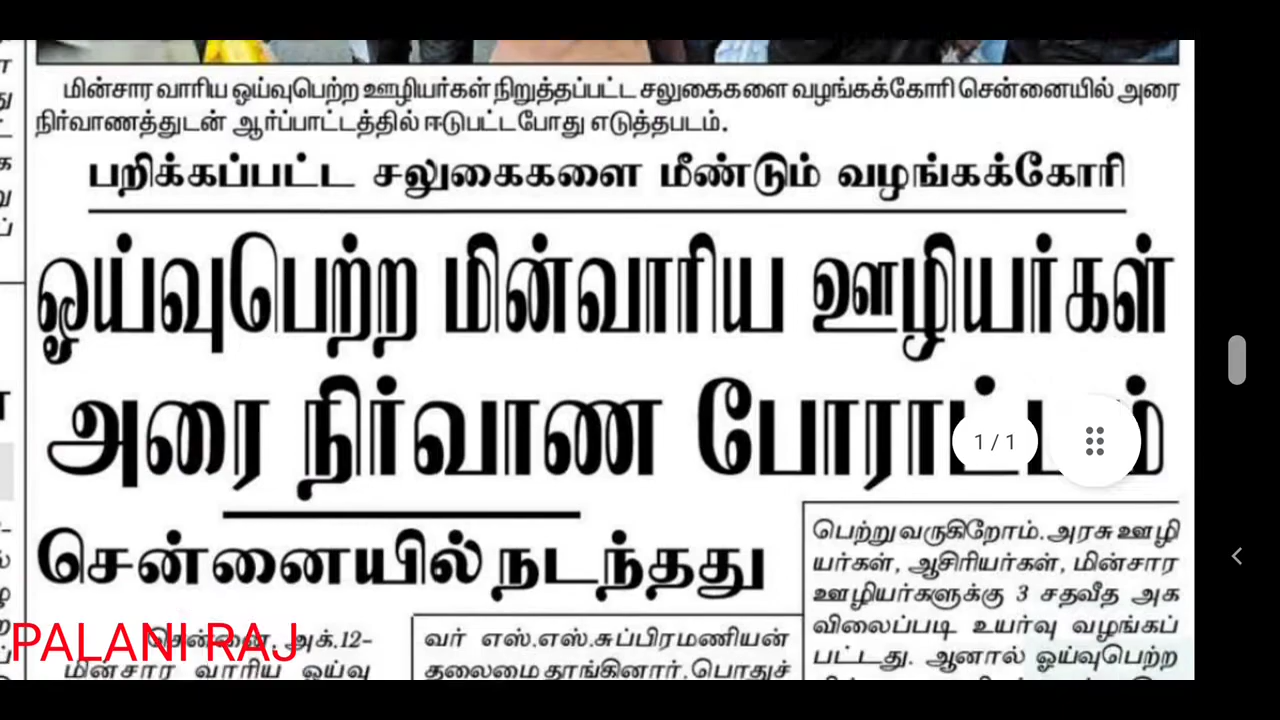 மின்சார வாரிய ஓய்வுபெற்ற ஊழியர்கள் நிறுத்தப்பட்ட சலுகைகளை வழங்கக்கோரி சென்னையில் அரை
நிர்வாணத்துடன் ஆர்ப்பாட்டத்தில் ஈடுபட்டபோது எடுத்தபடம்.
பறிக்கப்பட்ட சலுகைகளை மீண்டும் வழங்கக்கோரி
ஓய்வுபெற்ற மின்வாரிய ஊழியர்கள்
அரை நிர்வாண போராட்டம்
1 / 1
சென்னையில் நடந்தது
சென்னை, அக்.12-
மின்சார வாரிய ஓய்வு
வர் எஸ்.எஸ்.சுப்பிரமணியன்
தலைமை தாங்கினார். பொதுச்
பெற்று வருகிறோம். அரசு ஊழி
யர்கள், ஆசிரியர்கள், மின்சார
ஊழியர்களுக்கு 3 சதவீத அக
விலைப்படி உயர்வு வழங்கப்
பட்டது. ஆனால் ஓய்வுபெற்ற
PALANI RAJ